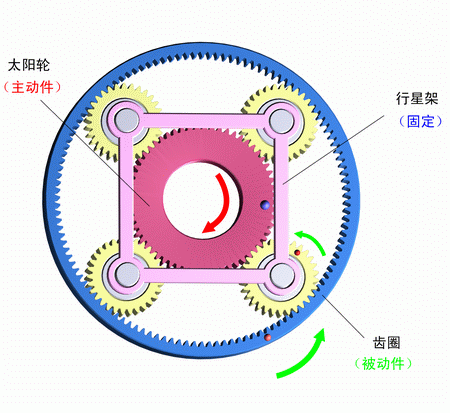 太阳轮
（主动件）
行星架
（固定）
齿圈
（被动件）